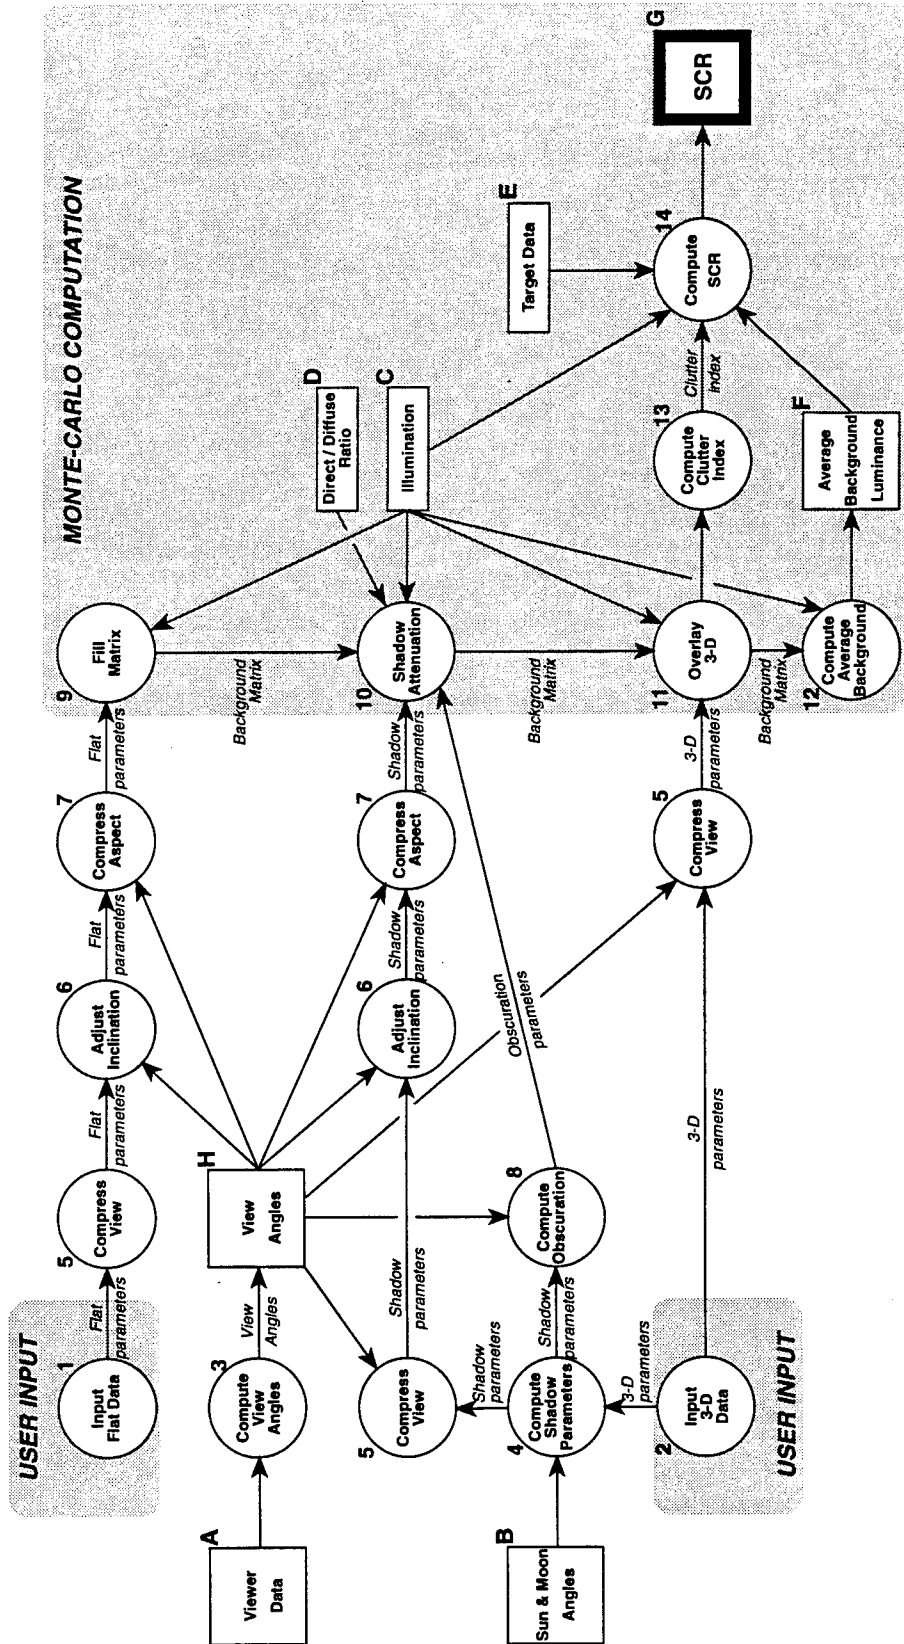 USER INPUT
MONTE-CARLO COMPUTATION
1
Input
Flat Data
Flat
parameters
5
Compress
View
Flat
parameters
6
Adjust
Inclination
Flat
parameters
7
Compress
Aspect
Flat
parameters
9
Fill
Matrix
Background
Matrix
A
Viewer
Data
3
Compute
View
Angles
View
Angles
H
View
Angles
D
Direct / Diffuse
Ratio
C
Illumination
5
Compress
View
Shadow
parameters
6
Adjust
Inclination
Shadow
parameters
7
Compress
Aspect
Shadow
parameters
10
Shadow
Attenuation
Background
Matrix
Shadow
parameters
B
Sun & Moon
Angles
4
Compute
Shadow
Parameters
Shadow
parameters
8
Compute
Obscuration
Obscuration
parameters
E
Target Data
3-D
parameters
2
Input
3-D
Data
USER INPUT
3-D
parameters
5
Compress
View
3-D
parameters
11
Overlay
3-D
13
Compute
Clutter
Index
Clutter
index
14
Compute
SCR
G
SCR
Background
Matrix
12
Compute
Average
Background
F
Average
Background
Luminance